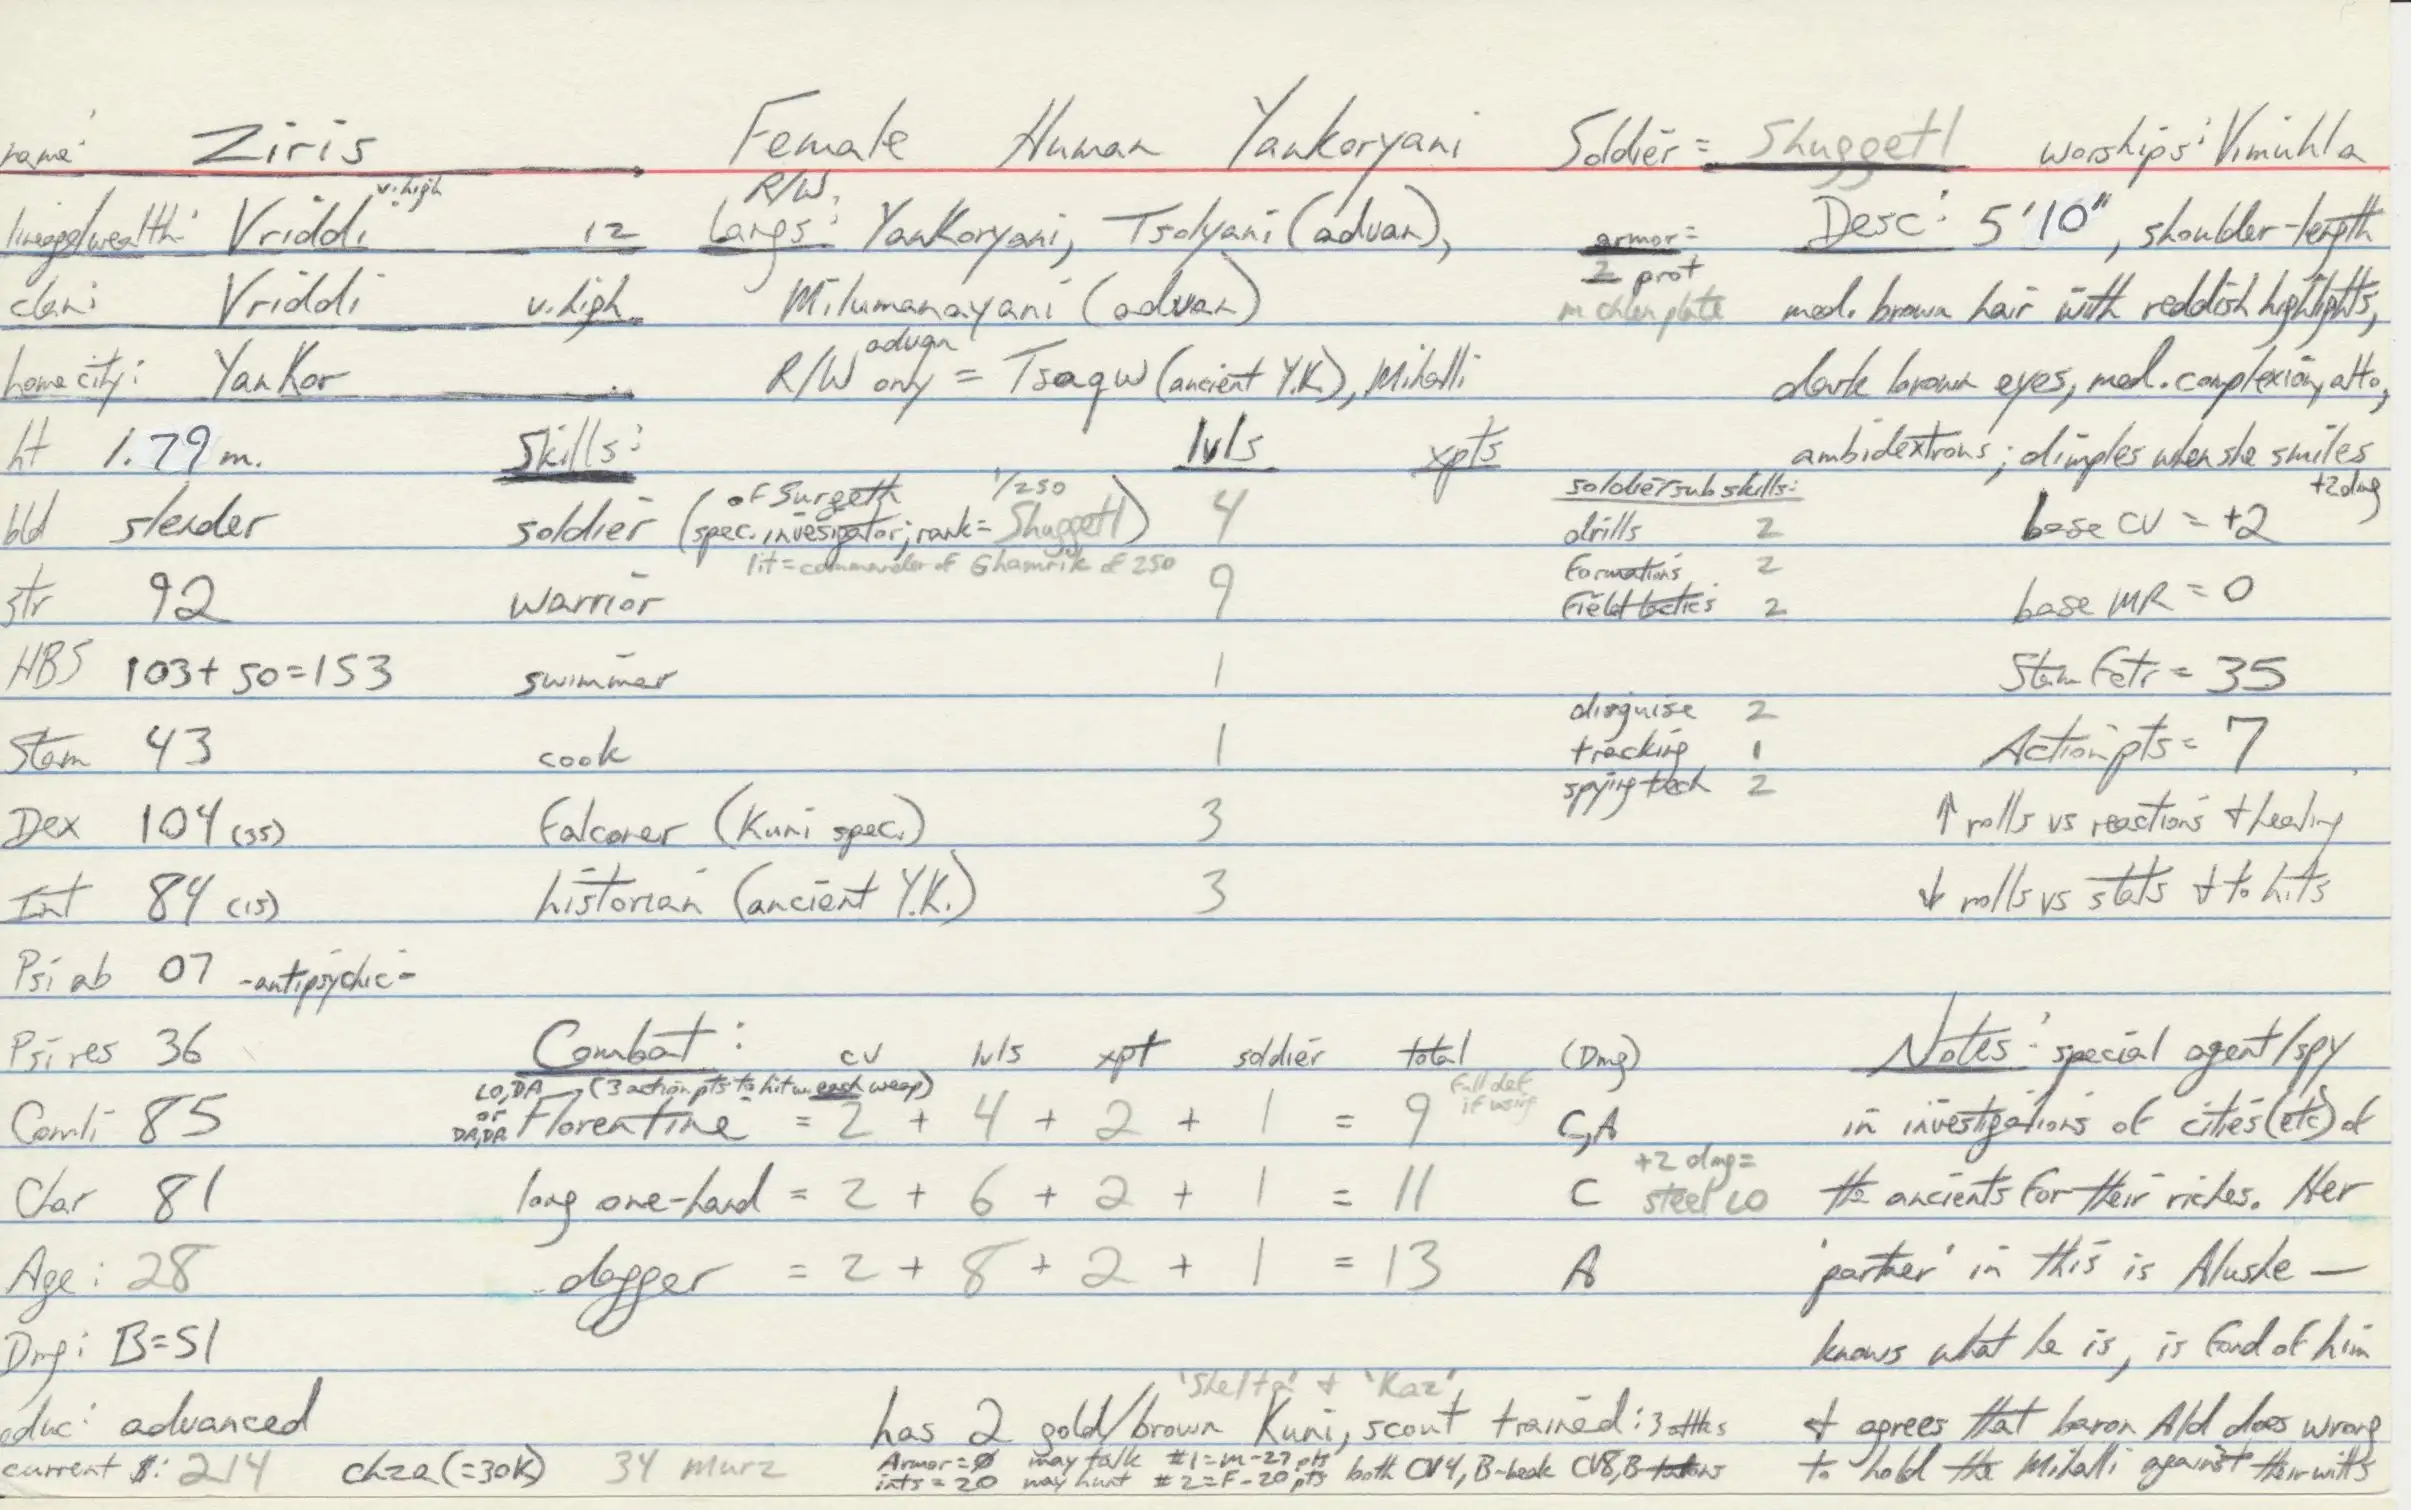 name: Ziris Female Human Yankoryani Soldier = Shuggetl worships: Vimuhla
lineage/wealth: Vriddi v.high 12
R/W. langs: Yankoryani, Tsolyani (advan),
armor = 2 prot
Desc: 5'10", shoulder-length
clan: Vriddi v.high
Milumanayani (advan)
m chlen plate
med. brown hair with reddish highlights,
home city: Yankor
R/W advan only = Tsaqw (ancient Y.K.), Mihalli
dark brown eyes, med. complexion, alto,
ht 1.79 m.
Skills: lvls xpts
ambidextrous; dimples when she smiles
bld slender
soldier (of Surgeth spec. investigator; rank = Shuggetl) 1/250 4
lit = commander of Ghamrik of 250
soldier subskills:
drills 2
base CV = +2 +2dmg
str 92
warrior 9
formations 2
field tactics 2
base MR = 0
HBS 103+50=153
swimmer 1
Stam Fctr = 35
Stam 43
cook 1
disguise 2
tracking 1
spying tech 2
Action pts = 7
Dex 104 (35)
falconer (Kuni spec.) 3
↑ rolls vs reactions + healing
Int 84 (15)
historian (ancient Y.K.) 3
↓ rolls vs stats + to hits
Psi ab 07 -antipsychic-
Psi res 36
Combat: cv lvls xpt soldier total (Dmg)
Notes: special agent/spy
LO, DA or DA, DA (3 action pts to hit w. each weap)
full def if using
Comli 85
Florentine = 2 + 4 + 2 + 1 = 9 C,A
in investigations of cities (etc) of
Char 81
long one-hand = 2 + 6 + 2 + 1 = 11 C +2 dmg = steel LO
the ancients for their riches. Her
Age: 28
dagger = 2 + 8 + 2 + 1 = 13 A
'partner' in this is Aluske —
Dmg: B=51
knows what he is, is fond of him
educ: advanced
'Shelta' + 'Kaz'
has 2 gold/brown Kuni, scout trained: 3 attks
& agrees that baron Ald does wrong
current $: 214 chza (=30K) 34 murz
Armor=0 may talk #1=M-27 pts
ints=20 may hunt #2=F-20 pts both CV4, B-beak CV8, B-talons
to hold the Mihalli against their wills